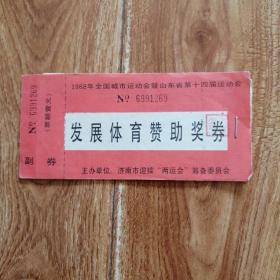 1988年全国城市运动会暨山东省第十四届运动会
№ 6991269
发展体育赞助奖券
主办单位：济南市迎接“两运会”筹备委员会
№ 6991269
副券